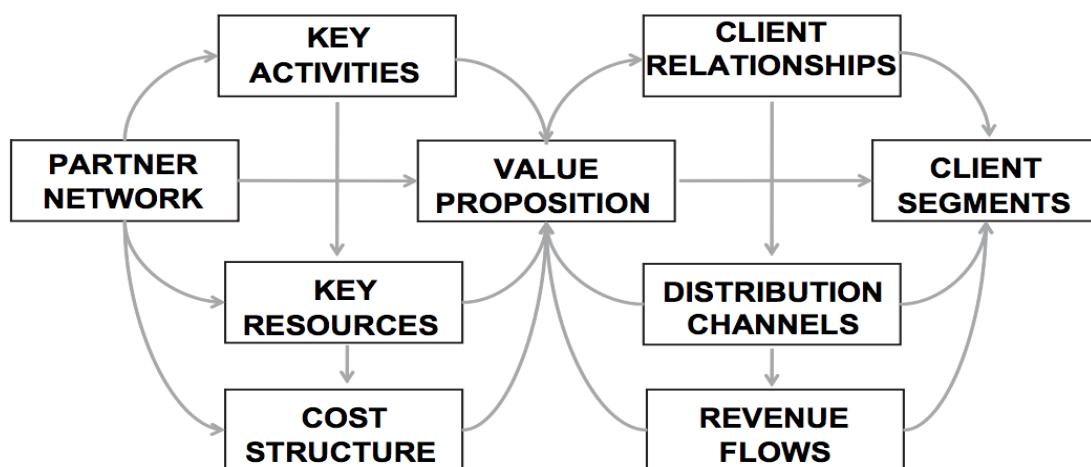 KEY
ACTIVITIES
CLIENT
RELATIONSHIPS
PARTNER
NETWORK
VALUE
PROPOSITION
CLIENT
SEGMENTS
KEY
RESOURCES
DISTRIBUTION
CHANNELS
COST
STRUCTURE
REVENUE
FLOWS